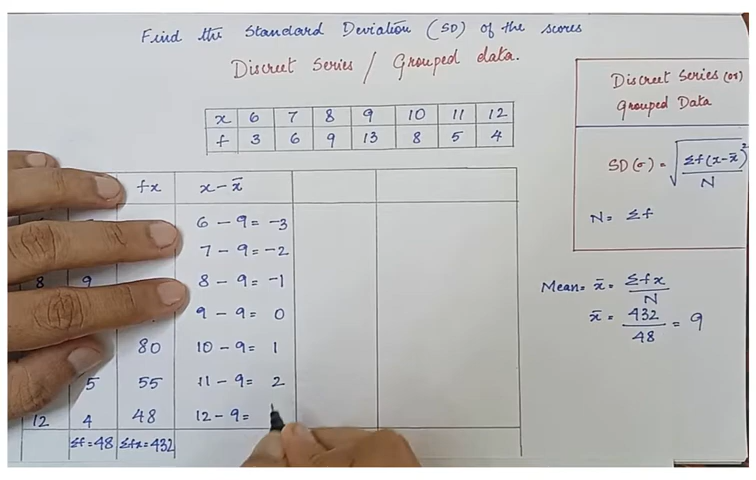 Find the Standard Deviation (SD) of the scores
Discreet Series / Grouped data.
x 6 7 8 9 10 11 12
f 3 6 9 13 8 5 4
Discreet Series (or)
Grouped Data
SD(σ) = √Σf(x-x̄)²/N
N = Σf
Mean = x̄ = Σfx/N
x̄ = 432/48 = 9
fx x - x̄
6 - 9 = -3
7 - 9 = -2
8 9 8 - 9 = -1
9 - 9 = 0
80 10 - 9 = 1
5 55 11 - 9 = 2
12 4 48 12 - 9 =
Σf = 48 Σfx = 432